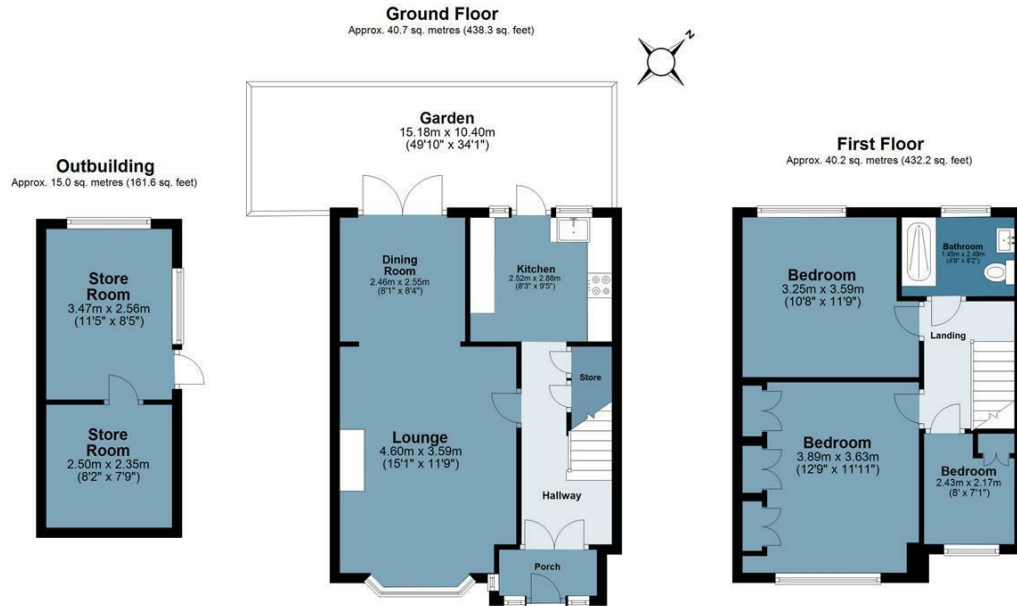 Ground Floor
Approx. 40.7 sq. metres (438.3 sq. feet)
N
Garden
15.18m x 10.40m
(49'10" x 34'1")
Outbuilding
Approx. 15.0 sq. metres (161.6 sq. feet)
Store
Room
3.47m x 2.56m
(11'5" x 8'5")
Store
Room
2.50m x 2.35m
(8'2" x 7'9")
Dining
Room
2.46m x 2.55m
(8'1" x 8'4")
Kitchen
2.52m x 2.88m
(8'3" x 9'5")
Store
Lounge
4.60m x 3.59m
(15'1" x 11'9")
Hallway
Porch
First Floor
Approx. 40.2 sq. metres (432.2 sq. feet)
Bedroom
3.25m x 3.59m
(10'8" x 11'9")
Bathroom
1.45m x 2.49m
(4'9" x 8'2")
Landing
Bedroom
3.89m x 3.63m
(12'9" x 11'11")
Bedroom
2.43m x 2.17m
(8' x 7'1")